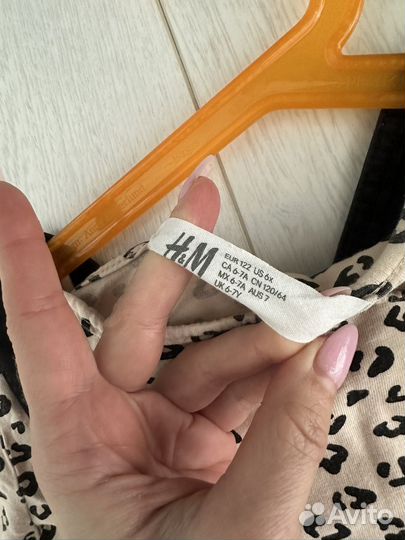 H&M
EUR 122 US 6x
CA 6-7A CN 120/64
MX 6-7A AUS 7
UK 6-7Y
Avito